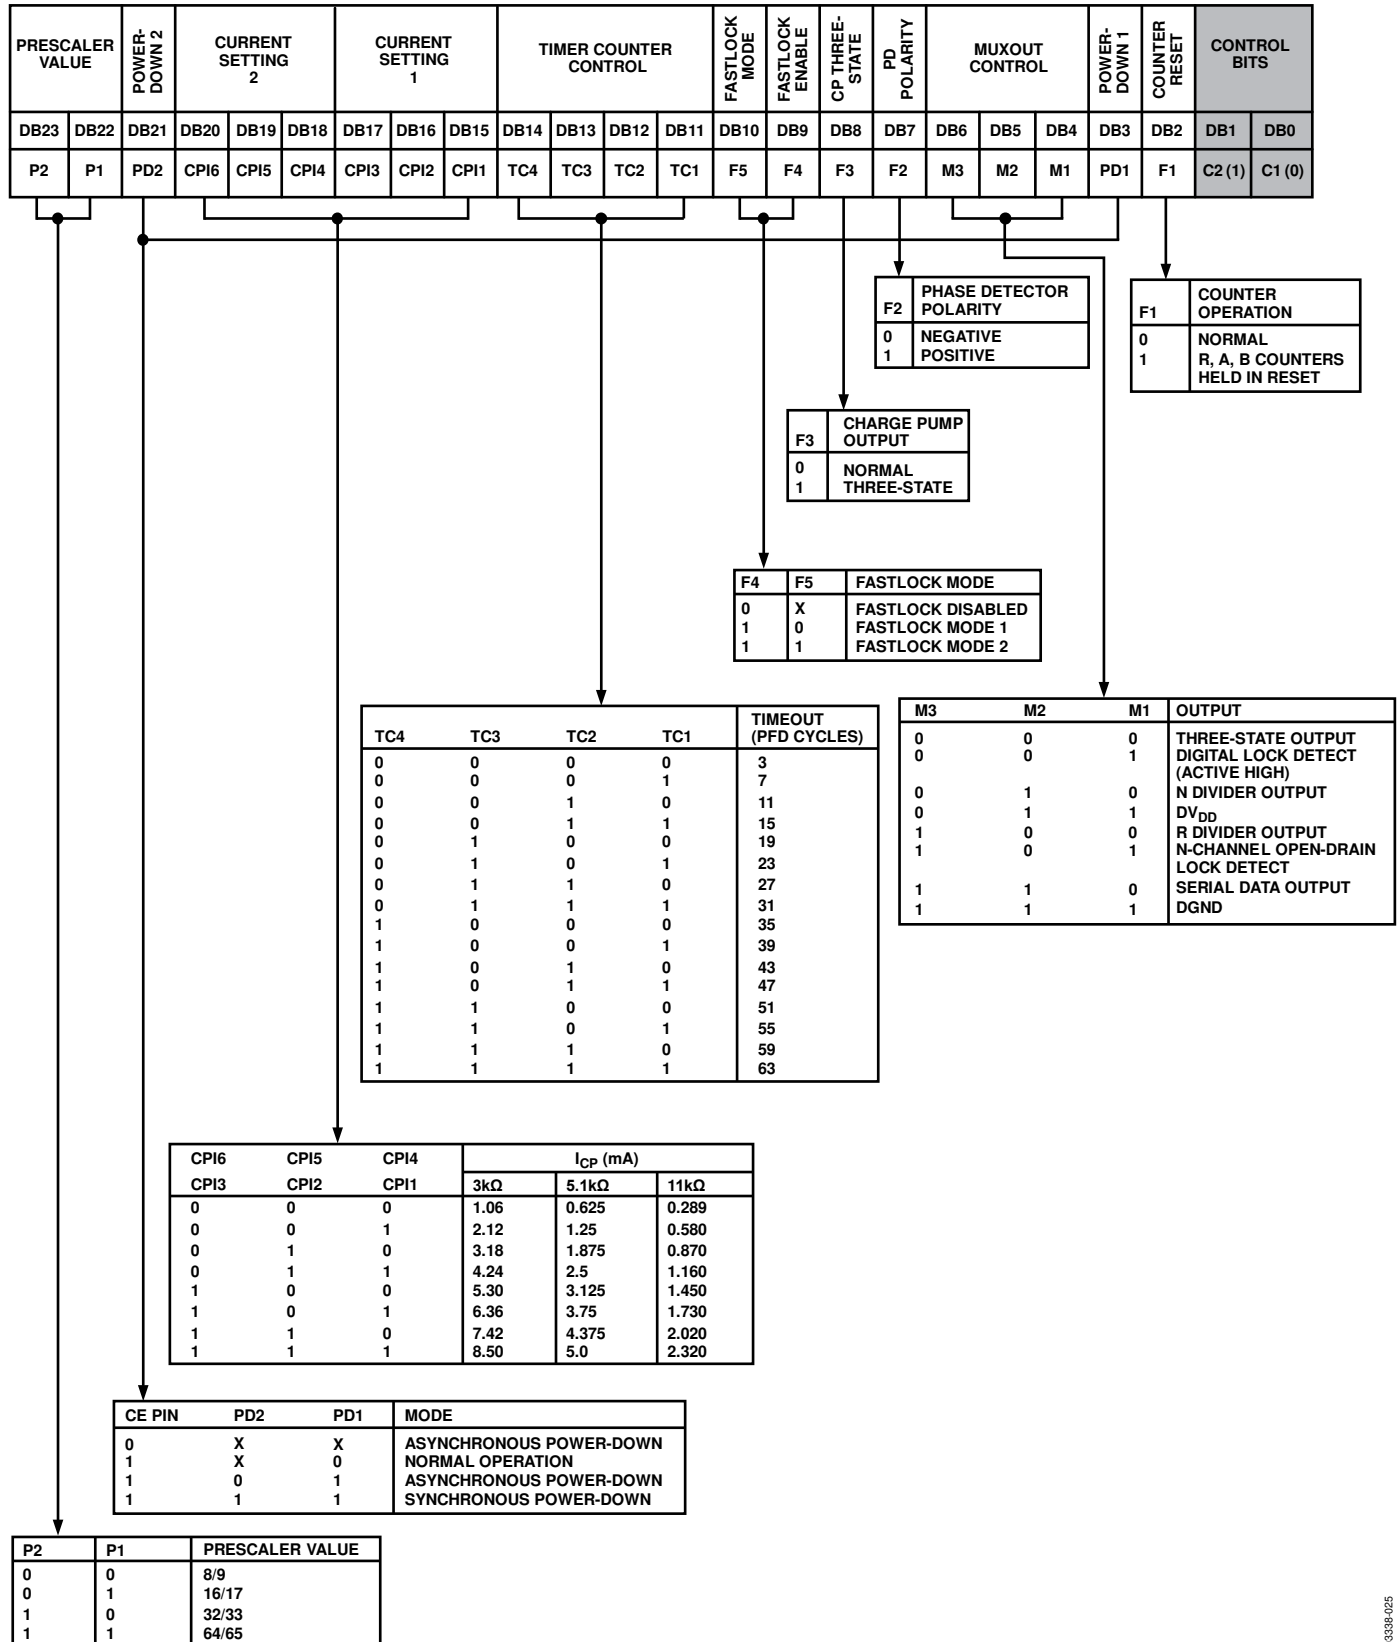 PRESCALER VALUE
POWER-DOWN 2
CURRENT SETTING 2
CURRENT SETTING 1
TIMER COUNTER CONTROL
FASTLOCK MODE
FASTLOCK ENABLE
CP THREE-STATE
PD POLARITY
MUXOUT CONTROL
POWER-DOWN 1
COUNTER RESET
CONTROL BITS
DB23 DB22 DB21 DB20 DB19 DB18 DB17 DB16 DB15 DB14 DB13 DB12 DB11 DB10 DB9 DB8 DB7 DB6 DB5 DB4 DB3 DB2 DB1 DB0
P2 P1 PD2 CPI6 CPI5 CPI4 CPI3 CPI2 CPI1 TC4 TC3 TC2 TC1 F5 F4 F3 F2 M3 M2 M1 PD1 F1 C2 (1) C1 (0)
F2 PHASE DETECTOR POLARITY
0 NEGATIVE
1 POSITIVE
F1 COUNTER OPERATION
0 NORMAL
1 R, A, B COUNTERS
HELD IN RESET
F3 CHARGE PUMP OUTPUT
0 NORMAL
1 THREE-STATE
F4 F5 FASTLOCK MODE
0 X FASTLOCK DISABLED
1 0 FASTLOCK MODE 1
1 1 FASTLOCK MODE 2
TC4 TC3 TC2 TC1 TIMEOUT (PFD CYCLES)
0 0 0 0 3
0 0 0 1 7
0 0 1 0 11
0 0 1 1 15
0 1 0 0 19
0 1 0 1 23
0 1 1 0 27
0 1 1 1 31
1 0 0 0 35
1 0 0 1 39
1 0 1 0 43
1 0 1 1 47
1 1 0 0 51
1 1 0 1 55
1 1 1 0 59
1 1 1 1 63
M3 M2 M1 OUTPUT
0 0 0 THREE-STATE OUTPUT
0 0 1 DIGITAL LOCK DETECT
(ACTIVE HIGH)
0 1 0 N DIVIDER OUTPUT
0 1 1 DVDD
1 0 0 R DIVIDER OUTPUT
1 0 1 N-CHANNEL OPEN-DRAIN
LOCK DETECT
1 1 0 SERIAL DATA OUTPUT
1 1 1 DGND
CPI6 CPI5 CPI4 ICP (mA)
CPI3 CPI2 CPI1 3kΩ 5.1kΩ 11kΩ
0 0 0 1.06 0.625 0.289
0 0 1 2.12 1.25 0.580
0 1 0 3.18 1.875 0.870
0 1 1 4.24 2.5 1.160
1 0 0 5.30 3.125 1.450
1 0 1 6.36 3.75 1.730
1 1 0 7.42 4.375 2.020
1 1 1 8.50 5.0 2.320
CE PIN PD2 PD1 MODE
0 X X ASYNCHRONOUS POWER-DOWN
1 X 0 NORMAL OPERATION
1 0 1 ASYNCHRONOUS POWER-DOWN
1 1 1 SYNCHRONOUS POWER-DOWN
P2 P1 PRESCALER VALUE
0 0 8/9
0 1 16/17
1 0 32/33
1 1 64/65
3338-025